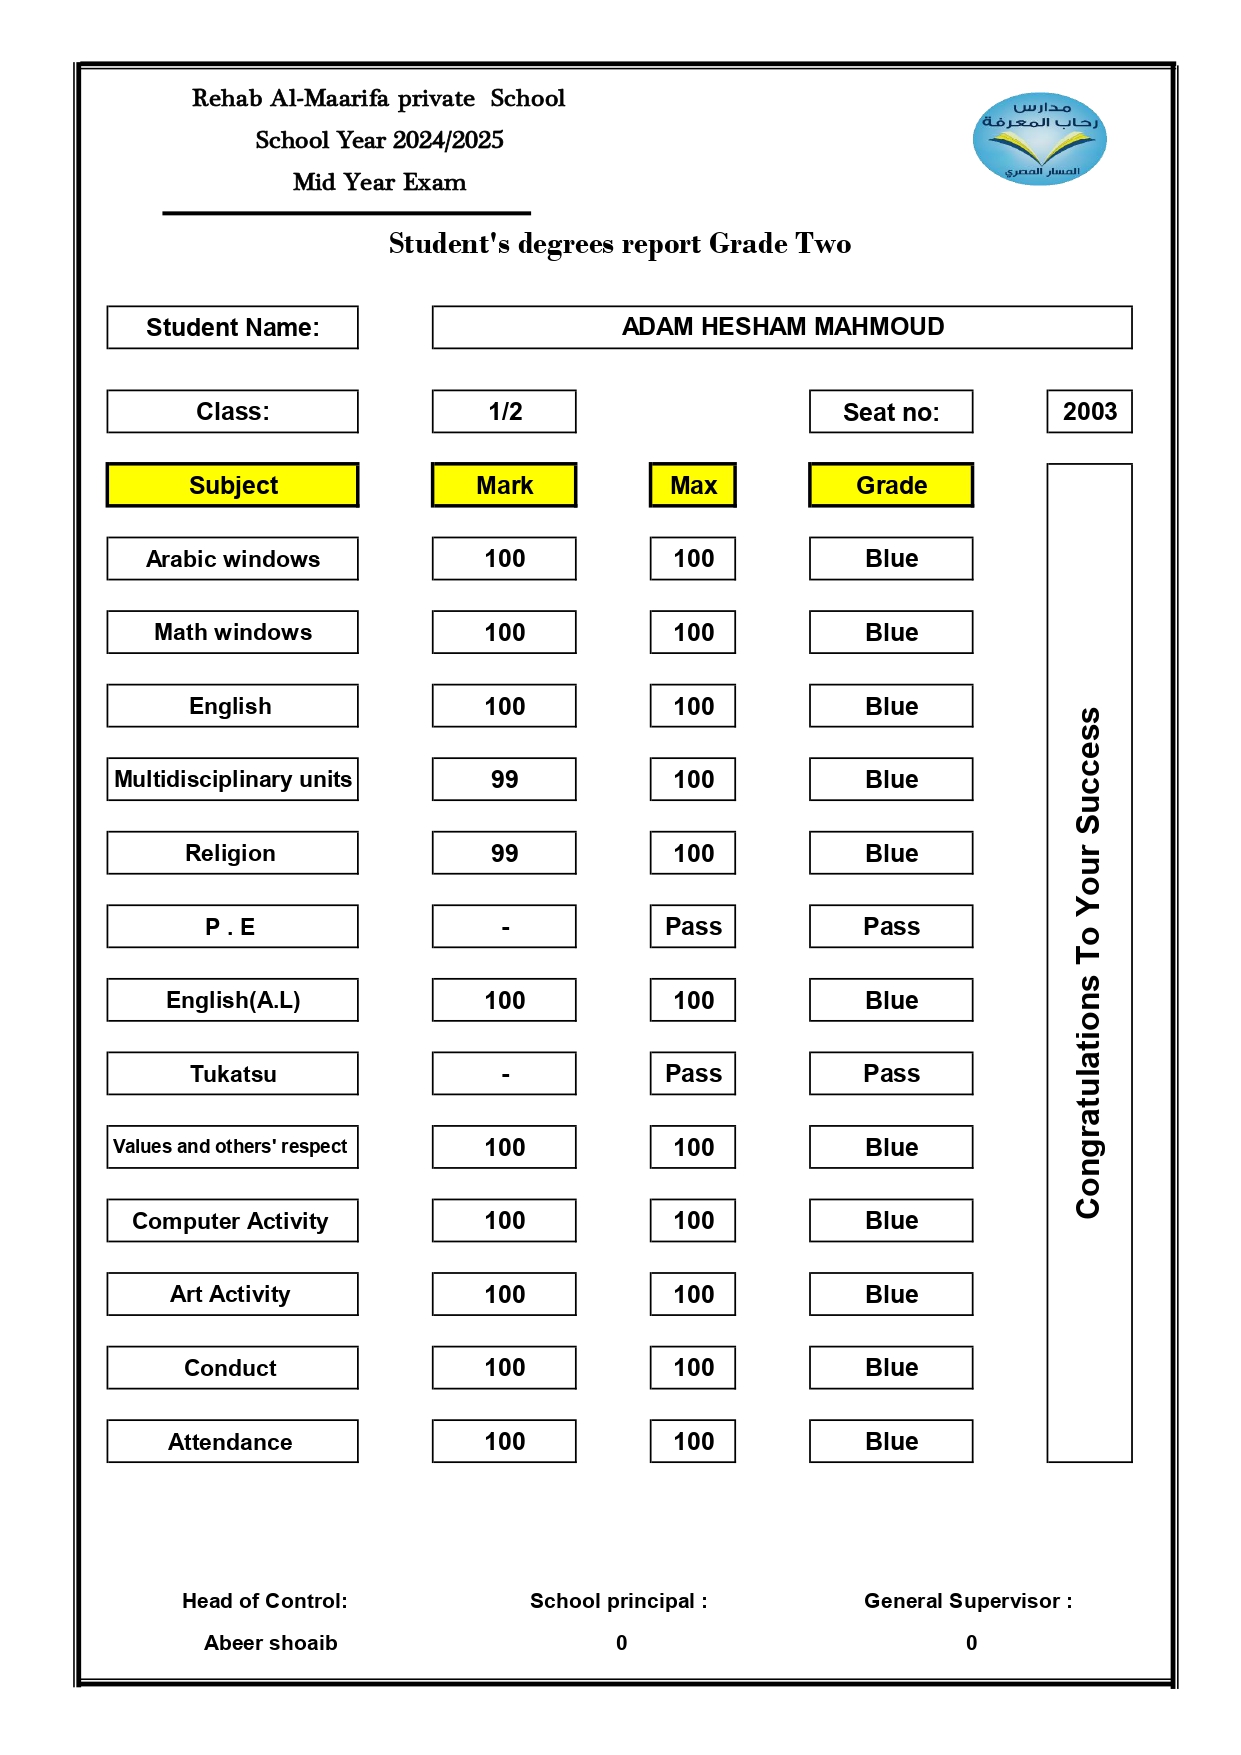 Rehab Al-Maarifa private School
School Year 2024/2025
Mid Year Exam
مدارس
رحاب المعرفة
المسار المصري
Student's degrees report Grade Two
Student Name: ADAM HESHAM MAHMOUD
Class: 1/2 Seat no: 2003
Subject Mark Max Grade
Arabic windows 100 100 Blue
Math windows 100 100 Blue
English 100 100 Blue
Multidisciplinary units 99 100 Blue
Religion 99 100 Blue
P . E - Pass Pass
English(A.L) 100 100 Blue
Tukatsu - Pass Pass
Values and others' respect 100 100 Blue
Computer Activity 100 100 Blue
Art Activity 100 100 Blue
Conduct 100 100 Blue
Attendance 100 100 Blue
Congratulations To Your Success
Head of Control: School principal : General Supervisor :
Abeer shoaib 0 0